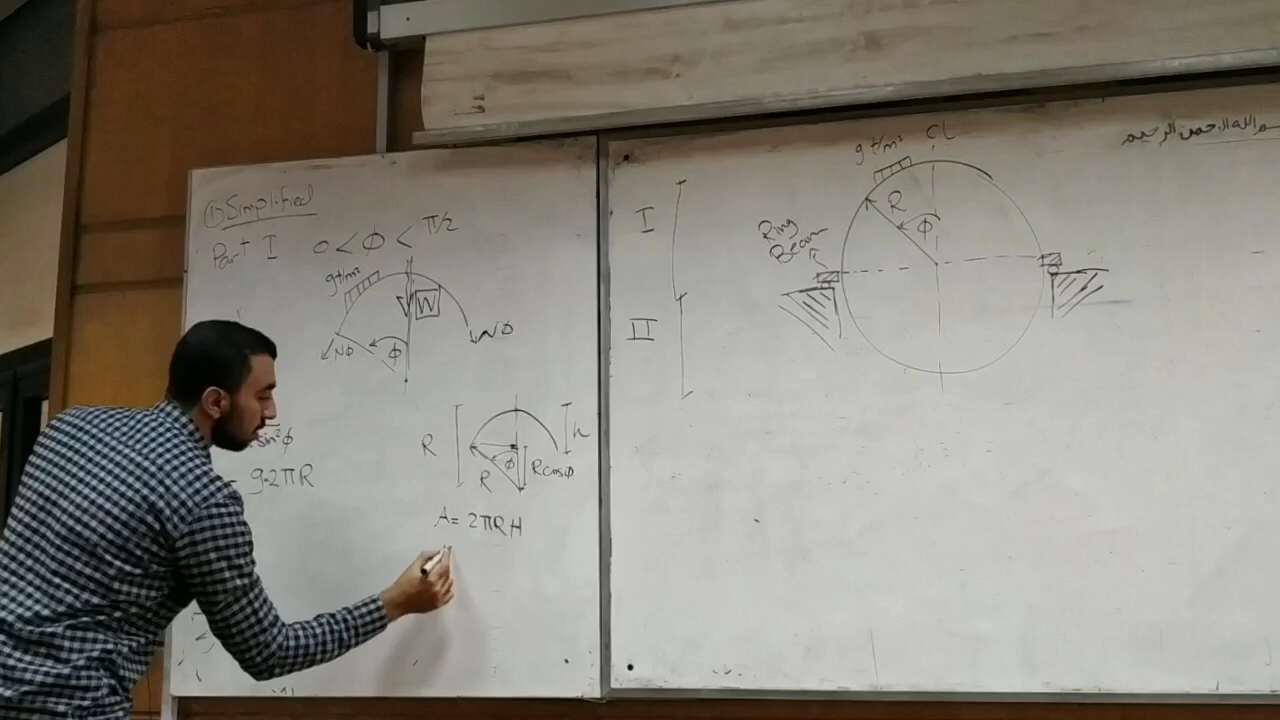 ① Simplified
Part I 0 < φ < π/2
g t/m²
W
Nφ
Nφ
φ
sin²φ
= g·2πR
R
h
R
φ
R cosφ
A = 2πRH
بسم الله الرحمن الرحيم
CL
g t/m²
R
φ
I
Ring
Beam
II